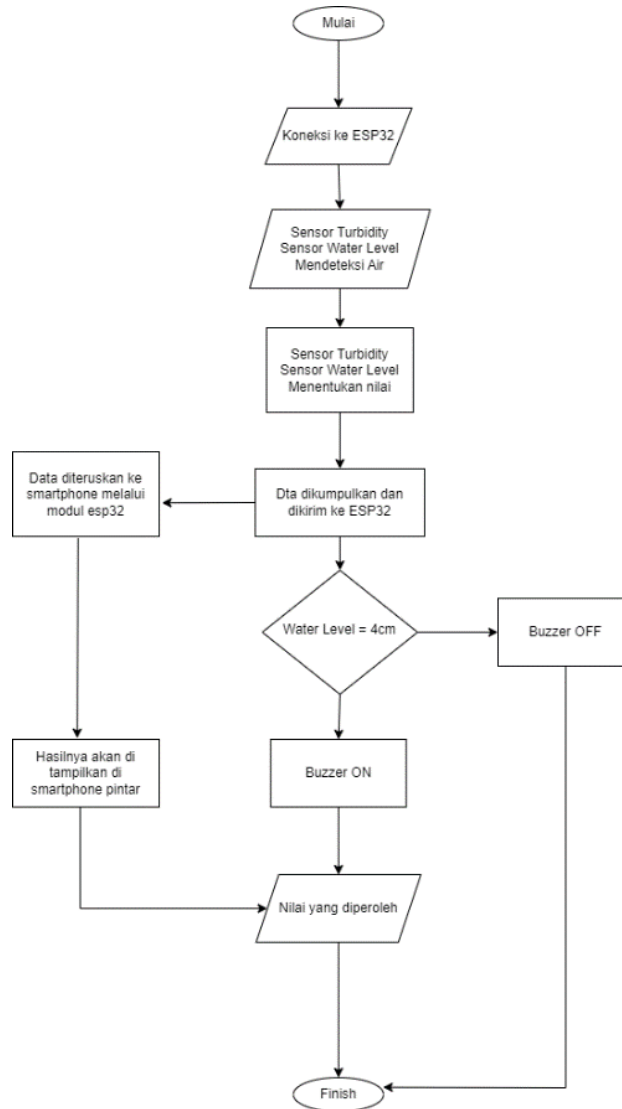 Mulai
Koneksi ke ESP32
Sensor Turbidity
Sensor Water Level
Mendeteksi Air
Sensor Turbidity
Sensor Water Level
Menentukan nilai
Data diteruskan ke
smartphone melalui
modul esp32
Dta dikumpulkan dan
dikirim ke ESP32
Water Level = 4cm
Buzzer OFF
Hasilnya akan di
tampilkan di
smartphone pintar
Buzzer ON
Nilai yang diperoleh
Finish